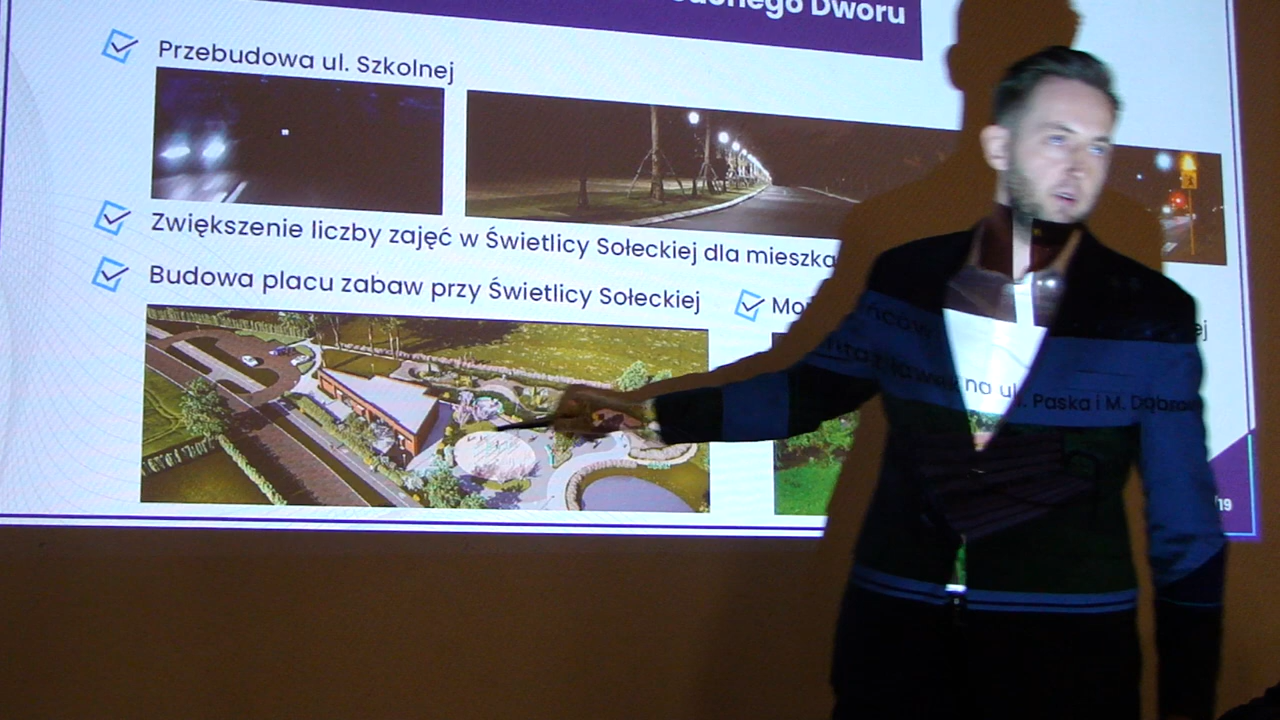 Dworu
Przebudowa ul. Szkolnej
Zwiększenie liczby zajęć w Świetlicy Sołeckiej dla mieszka
Budowa placu zabaw przy Świetlicy Sołeckiej
na ul. Paska i M. Dąbro
/19